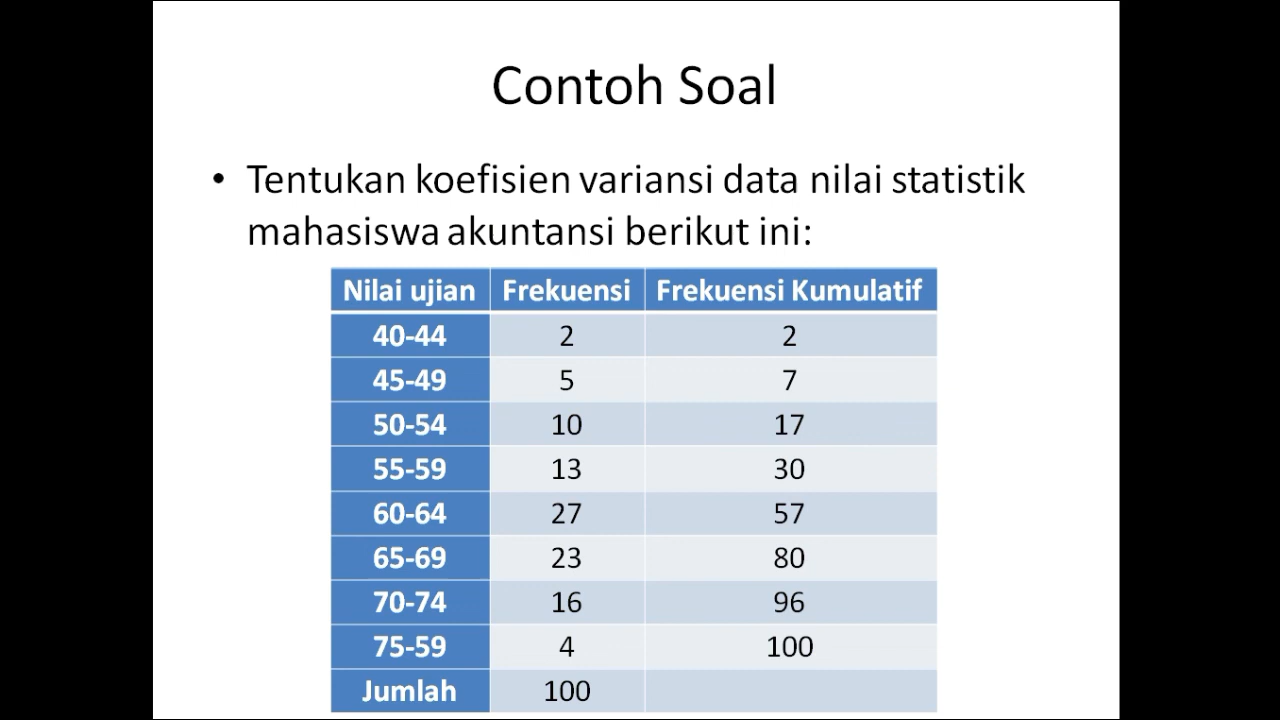 Contoh Soal
• Tentukan koefisien variansi data nilai statistik
mahasiswa akuntansi berikut ini:
Nilai ujian Frekuensi Frekuensi Kumulatif
40-44 2 2
45-49 5 7
50-54 10 17
55-59 13 30
60-64 27 57
65-69 23 80
70-74 16 96
75-59 4 100
Jumlah 100